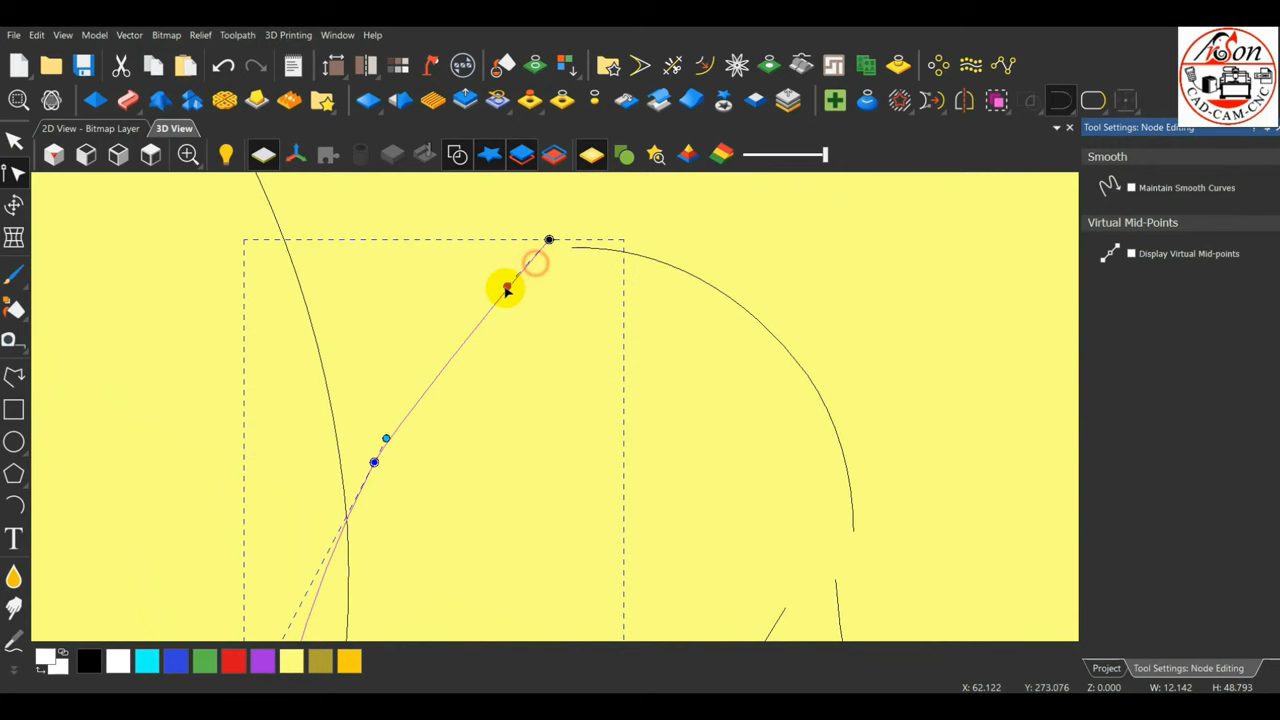 File Edit View Model Vector Bitmap Relief Toolpath 3D Printing Window Help
CAD-CAM-CNC
2D View - Bitmap Layer
3D View
Tool Settings: Node Editing
Smooth
Maintain Smooth Curves
Virtual Mid-Points
Display Virtual Mid-points
T
Project
Tool Settings: Node Editing
X: 62.122 Y: 273.076 Z: 0.000 W: 12.142 H: 48.793